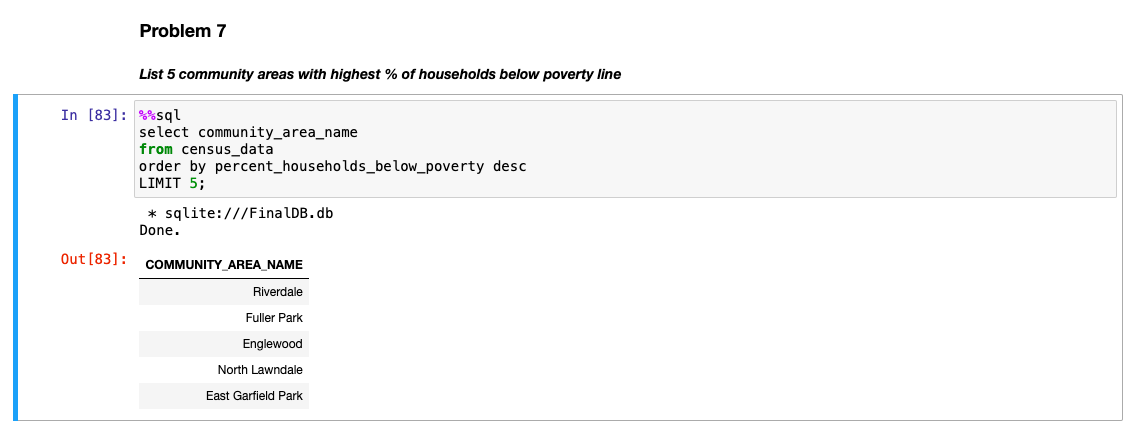 Problem 7
List 5 community areas with highest % of households below poverty line
In [83]: %%sql
select community_area_name
from census_data
order by percent_households_below_poverty desc
LIMIT 5;
* sqlite:///FinalDB.db
Done.
Out[83]: COMMUNITY_AREA_NAME
Riverdale
Fuller Park
Englewood
North Lawndale
East Garfield Park